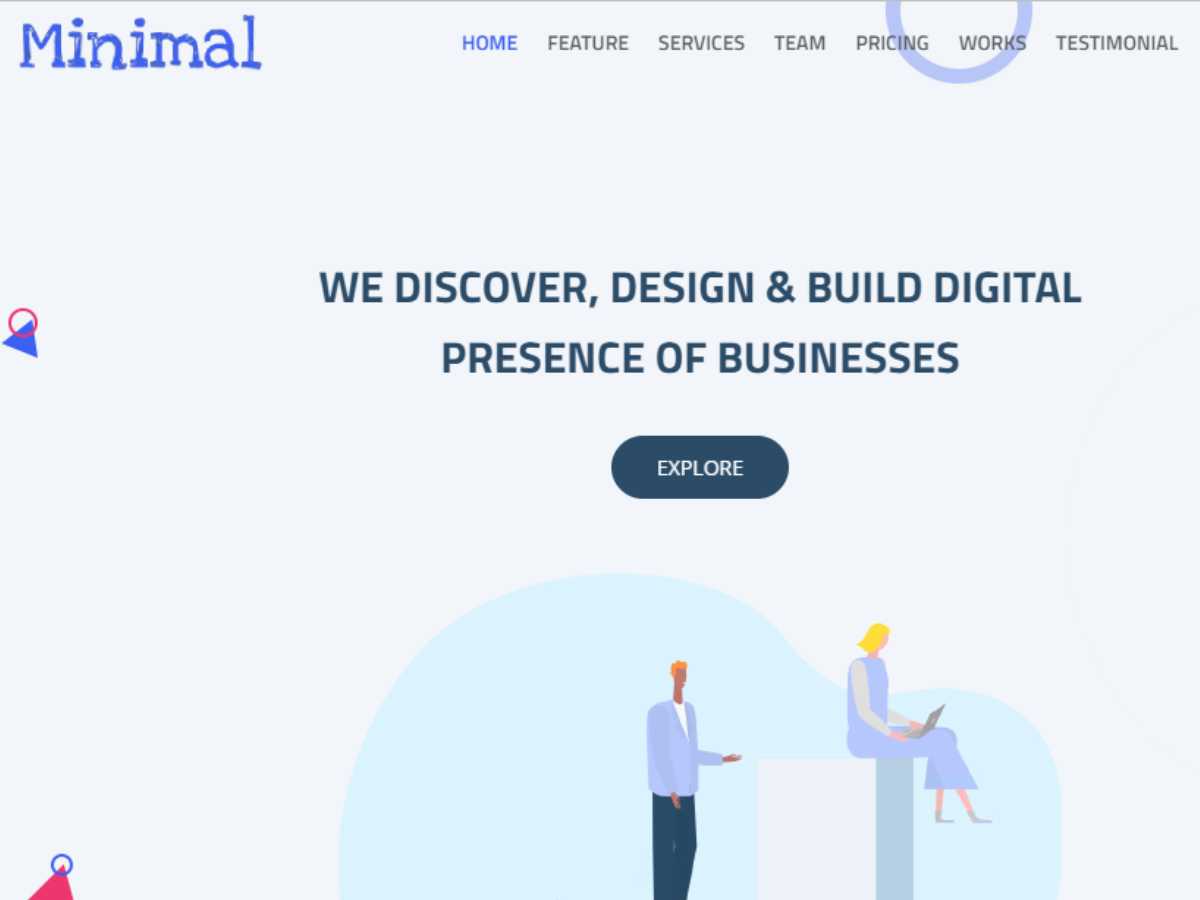 Minimal
HOME FEATURE SERVICES TEAM PRICING WORKS TESTIMONIAL
WE DISCOVER, DESIGN & BUILD DIGITAL
PRESENCE OF BUSINESSES
EXPLORE